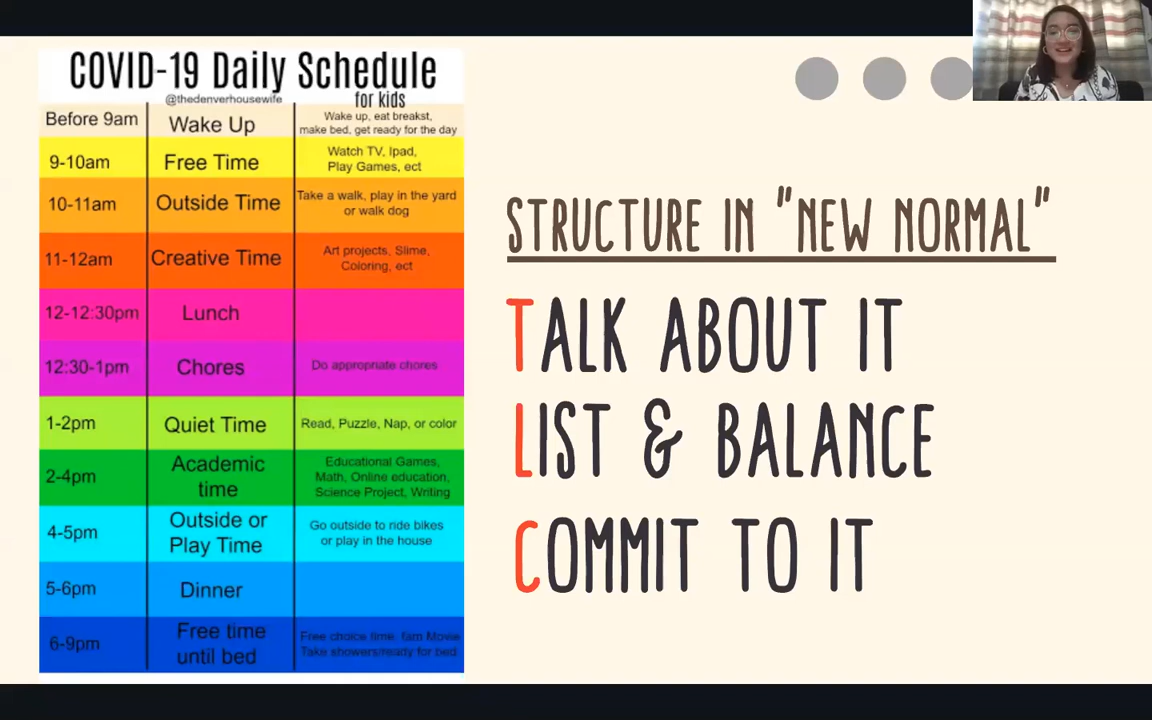 COVID-19 Daily Schedule
@thedenverhousewife
for kids
Before 9am
Wake Up
Wake up, eat breakst,
make bed, get ready for the day
9-10am
Free Time
Watch TV, Ipad,
Play Games, ect
10-11am
Outside Time
Take a walk, play in the yard
or walk dog
11-12am
Creative Time
Art projects, Slime,
Coloring, ect
12-12:30pm
Lunch
12:30-1pm
Chores
Do appropriate chores
1-2pm
Quiet Time
Read, Puzzle, Nap, or color
2-4pm
Academic
time
Educational Games,
Math, Online education,
Science Project, Writing
4-5pm
Outside or
Play Time
Go outside to ride bikes
or play in the house
5-6pm
Dinner
6-9pm
Free time
until bed
Free choice time, fam Movie
Take showers/ready for bed
STRUCTURE IN "NEW NORMAL"
TALK ABOUT IT
LIST & BALANCE
COMMIT TO IT